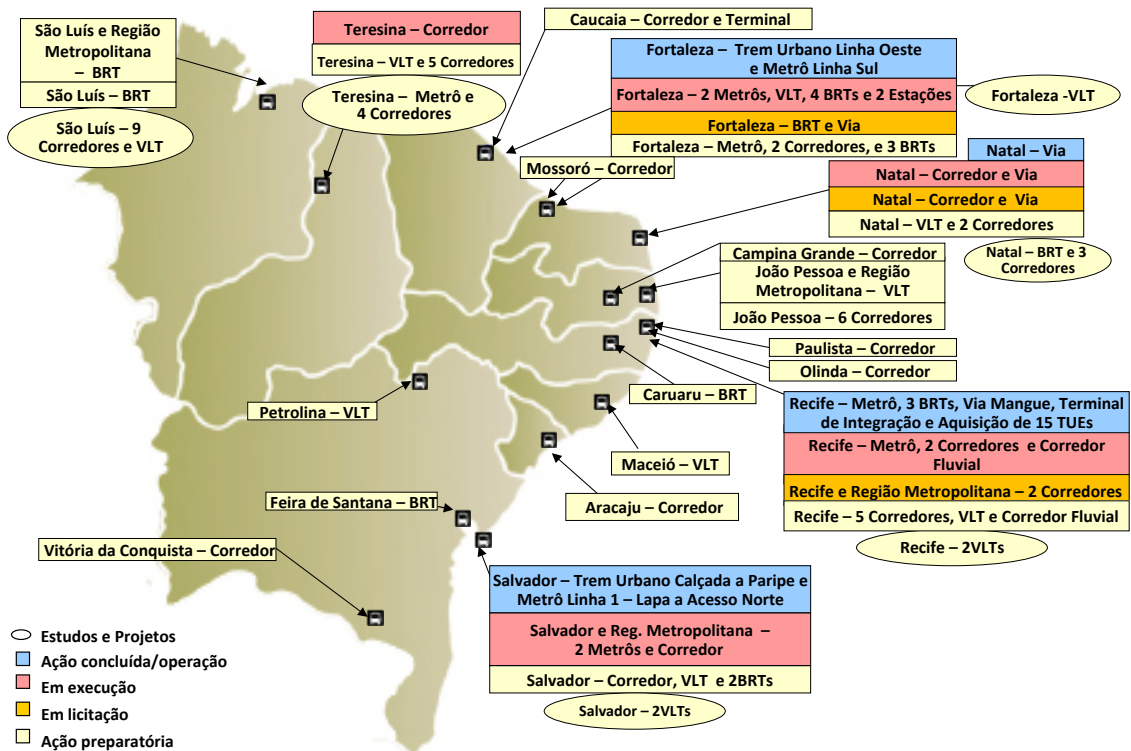 São Luís e Região
Metropolitana
– BRT
São Luís – BRT
São Luís – 9
Corredores e VLT
Teresina – Corredor
Teresina – VLT e 5 Corredores
Teresina – Metrô e
4 Corredores
Caucaia – Corredor e Terminal
Fortaleza – Trem Urbano Linha Oeste
e Metrô Linha Sul
Fortaleza – 2 Metrôs, VLT, 4 BRTs e 2 Estações
Fortaleza – BRT e Via
Fortaleza – Metrô, 2 Corredores, e 3 BRTs
Fortaleza -VLT
Mossoró – Corredor
Natal – Via
Natal – Corredor e Via
Natal – Corredor e Via
Natal – VLT e 2 Corredores
Natal – BRT e 3
Corredores
Campina Grande – Corredor
João Pessoa e Região
Metropolitana – VLT
João Pessoa – 6 Corredores
Paulista – Corredor
Olinda – Corredor
Caruaru – BRT
Petrolina – VLT
Recife – Metrô, 3 BRTs, Via Mangue, Terminal
de Integração e Aquisição de 15 TUEs
Recife – Metrô, 2 Corredores e Corredor
Fluvial
Recife e Região Metropolitana – 2 Corredores
Recife – 5 Corredores, VLT e Corredor Fluvial
Recife – 2VLTs
Maceió – VLT
Aracaju – Corredor
Feira de Santana – BRT
Vitória da Conquista – Corredor
Salvador – Trem Urbano Calçada a Paripe e
Metrô Linha 1 – Lapa a Acesso Norte
Salvador e Reg. Metropolitana –
2 Metrôs e Corredor
Salvador – Corredor, VLT e 2BRTs
Salvador – 2VLTs
Estudos e Projetos
Ação concluída/operação
Em execução
Em licitação
Ação preparatória